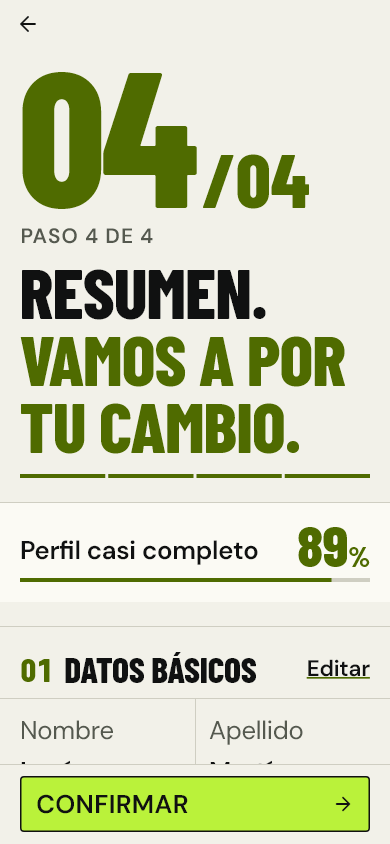 04/04
PASO 4 DE 4
RESUMEN.
VAMOS A POR
TU CAMBIO.
Perfil casi completo 89%
01 DATOS BÁSICOS Editar
Nombre Apellido
CONFIRMAR